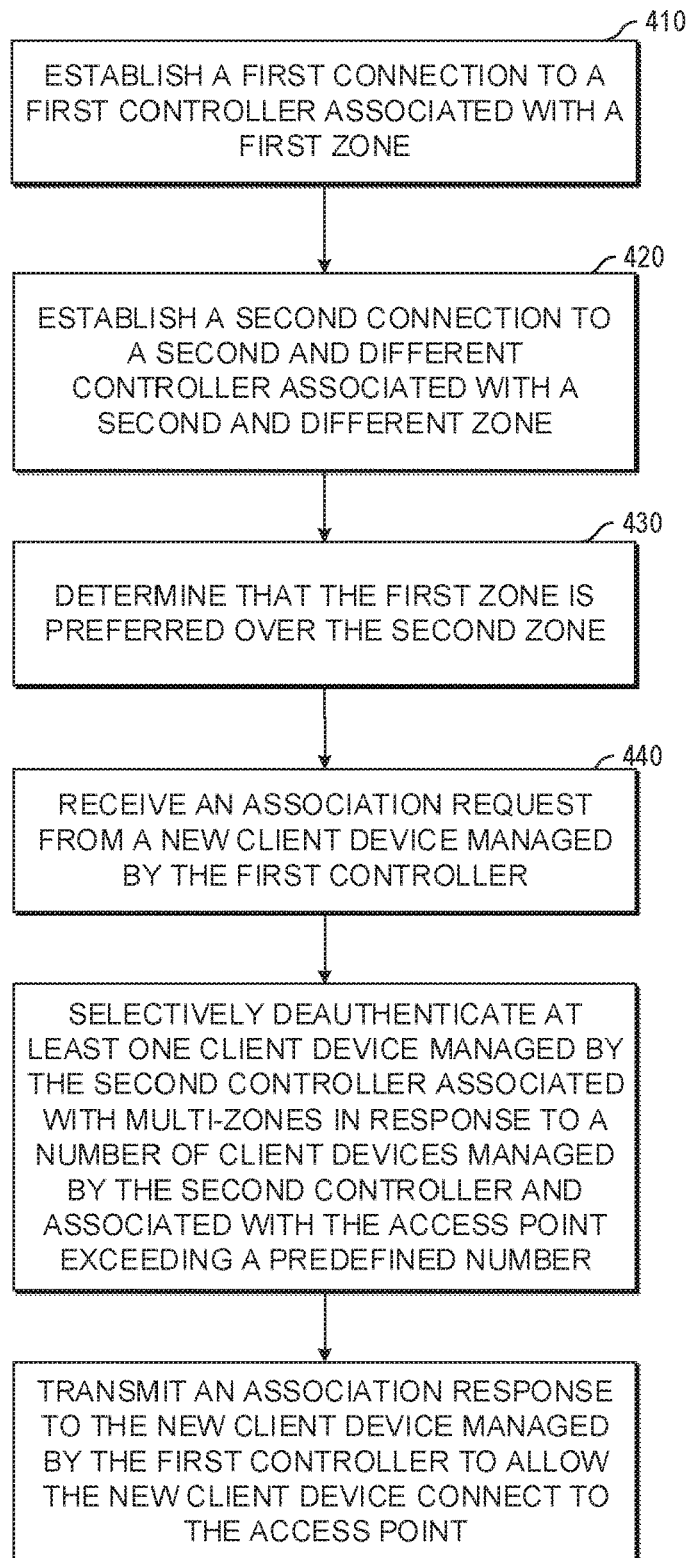 410
ESTABLISH A FIRST CONNECTION TO A
FIRST CONTROLLER ASSOCIATED WITH A
FIRST ZONE
420
ESTABLISH A SECOND CONNECTION TO
A SECOND AND DIFFERENT
CONTROLLER ASSOCIATED WITH A
SECOND AND DIFFERENT ZONE
430
DETERMINE THAT THE FIRST ZONE IS
PREFERRED OVER THE SECOND ZONE
440
RECEIVE AN ASSOCIATION REQUEST
FROM A NEW CLIENT DEVICE MANAGED
BY THE FIRST CONTROLLER
SELECTIVELY DEAUTHENTICATE AT
LEAST ONE CLIENT DEVICE MANAGED BY
THE SECOND CONTROLLER ASSOCIATED
WITH MULTI-ZONES IN RESPONSE TO A
NUMBER OF CLIENT DEVICES MANAGED
BY THE SECOND CONTROLLER AND
ASSOCIATED WITH THE ACCESS POINT
EXCEEDING A PREDEFINED NUMBER
TRANSMIT AN ASSOCIATION RESPONSE
TO THE NEW CLIENT DEVICE MANAGED
BY THE FIRST CONTROLLER TO ALLOW
THE NEW CLIENT DEVICE CONNECT TO
THE ACCESS POINT